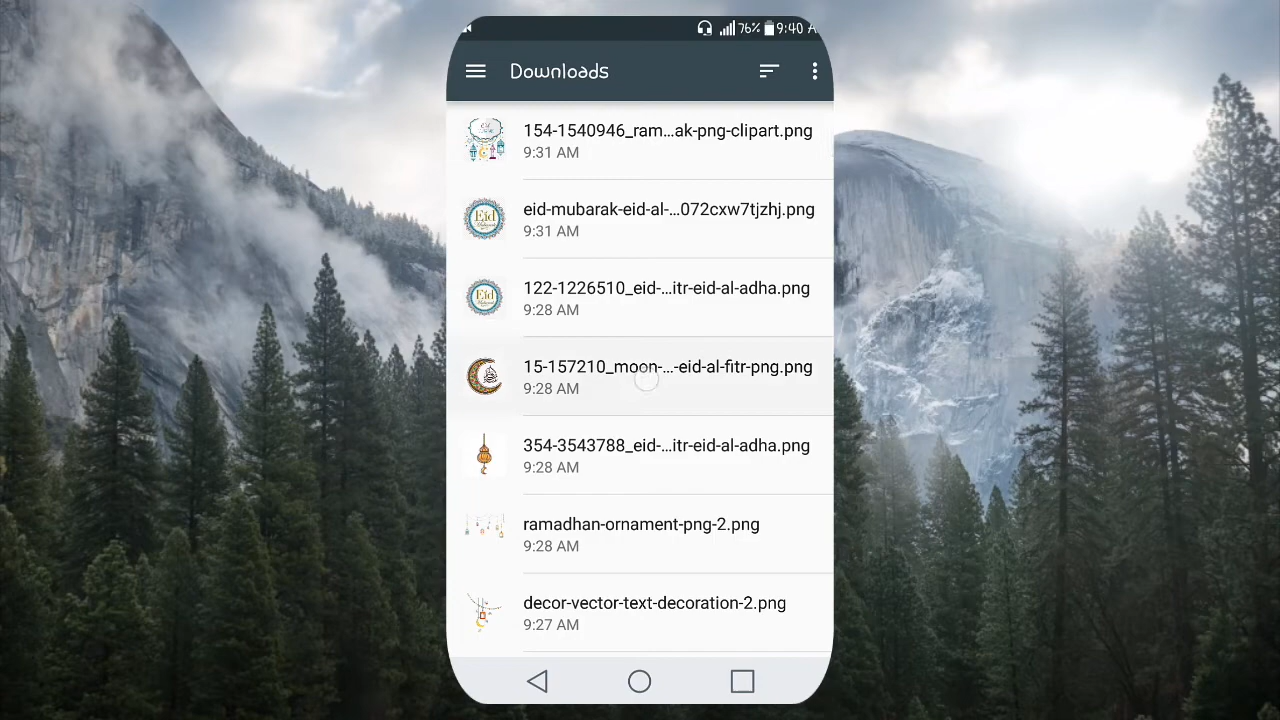 76% 9:40 A
Downloads
154-1540946_ram...ak-png-clipart.png
9:31 AM
eid-mubarak-eid-al-...072cxw7tjzhj.png
9:31 AM
Eid
122-1226510_eid-...itr-eid-al-adha.png
9:28 AM
Eid
15-157210_moon-...-eid-al-fitr-png.png
9:28 AM
354-3543788_eid-...itr-eid-al-adha.png
9:28 AM
ramadhan-ornament-png-2.png
9:28 AM
decor-vector-text-decoration-2.png
9:27 AM